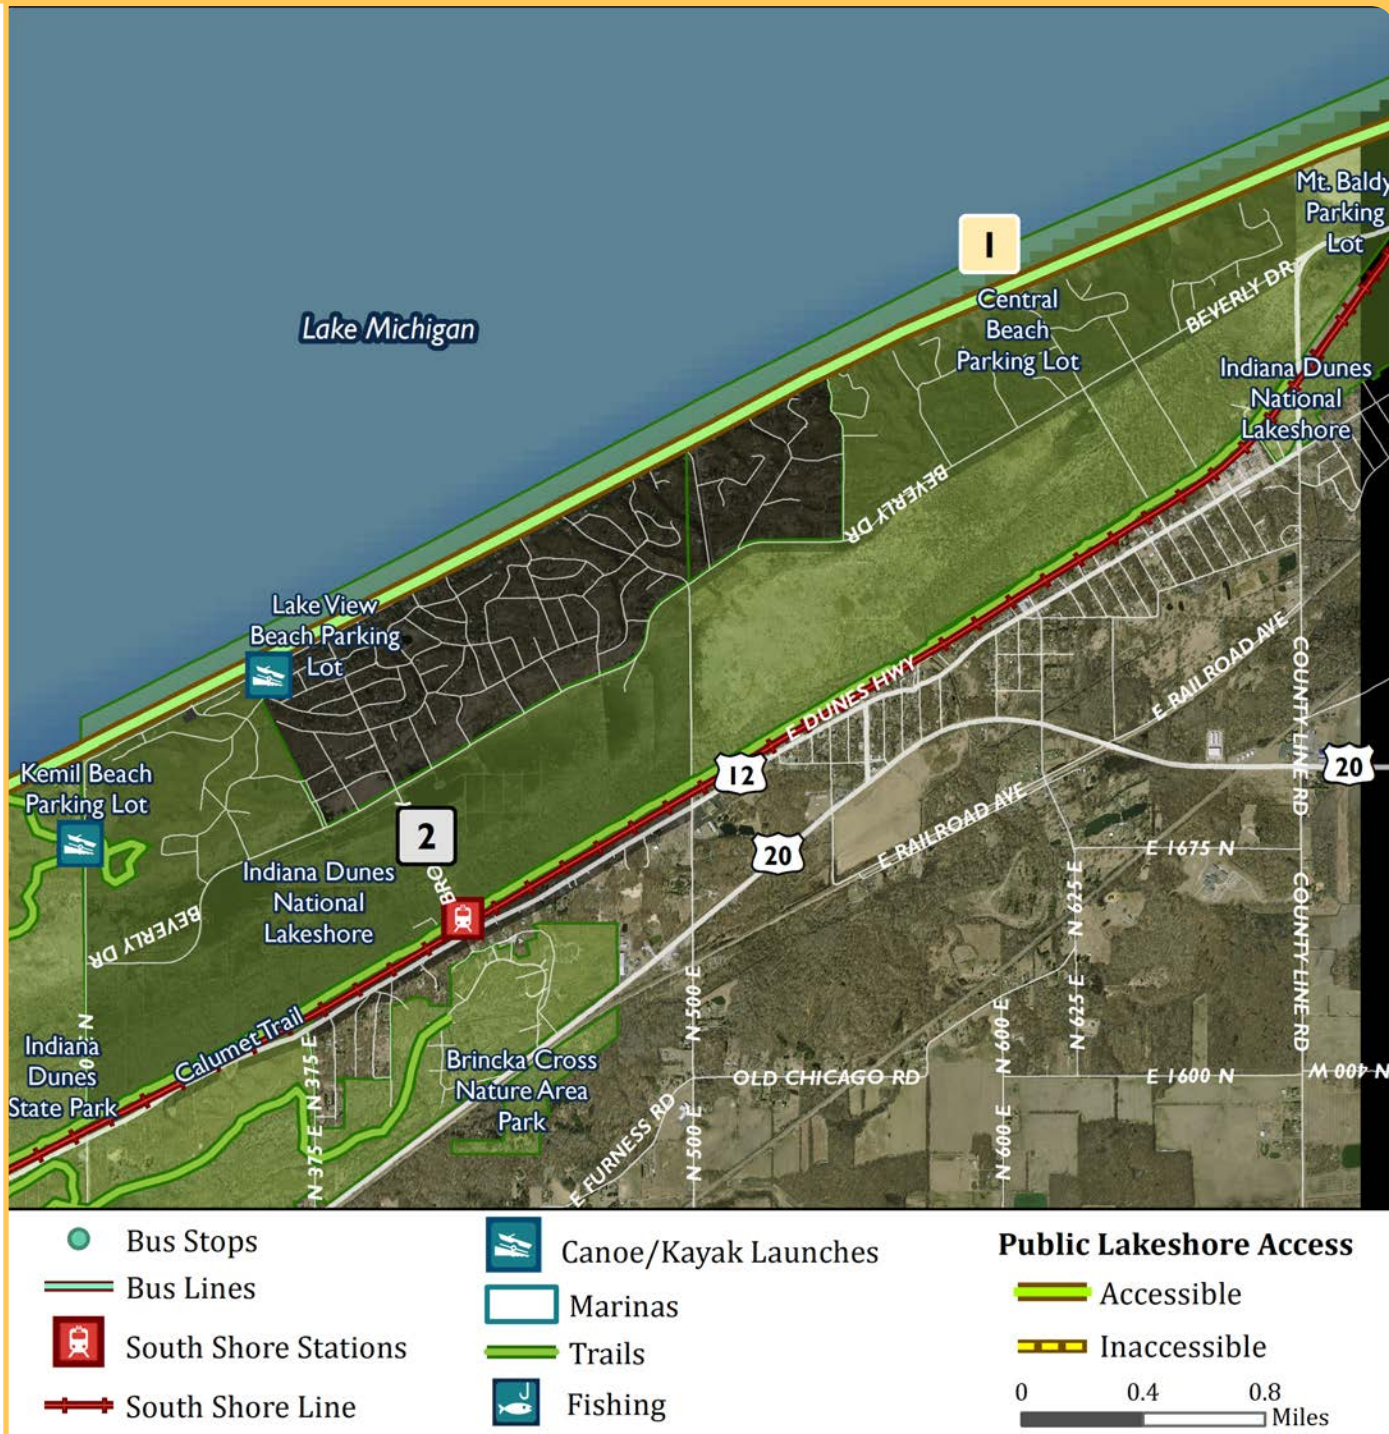 Mt. Baldy
Parking
Lot
1
Central
Beach
Parking Lot
BEVERLY DR
Lake Michigan
Indiana Dunes
National
Lakeshore
BEVERLY DR
Lake View
Beach Parking
Lot
E RAILROAD AVE
COUNTY LINE RD
E DUNES HWY
12
20
Kemil Beach
Parking Lot
2
20
E RAILROAD AVE
E 1675 N
Indiana Dunes
National
Lakeshore
BRO
BEVERLY DR
N 625 E
COUNTY LINE RD
Calumet Trail
N 500 E
N 600 E
N 625 E
Indiana
Dunes
State Park
0 N
N 375 E
Brincka Cross
Nature Area
Park
OLD CHICAGO RD
E 1600 N
N 400 W
E FURNESS RD
N 375 E
N 500 E
N 600 E
Bus Stops
Bus Lines
South Shore Stations
South Shore Line
Canoe/Kayak Launches
Marinas
Trails
Fishing
Public Lakeshore Access
Accessible
Inaccessible
0 0.4 0.8
Miles